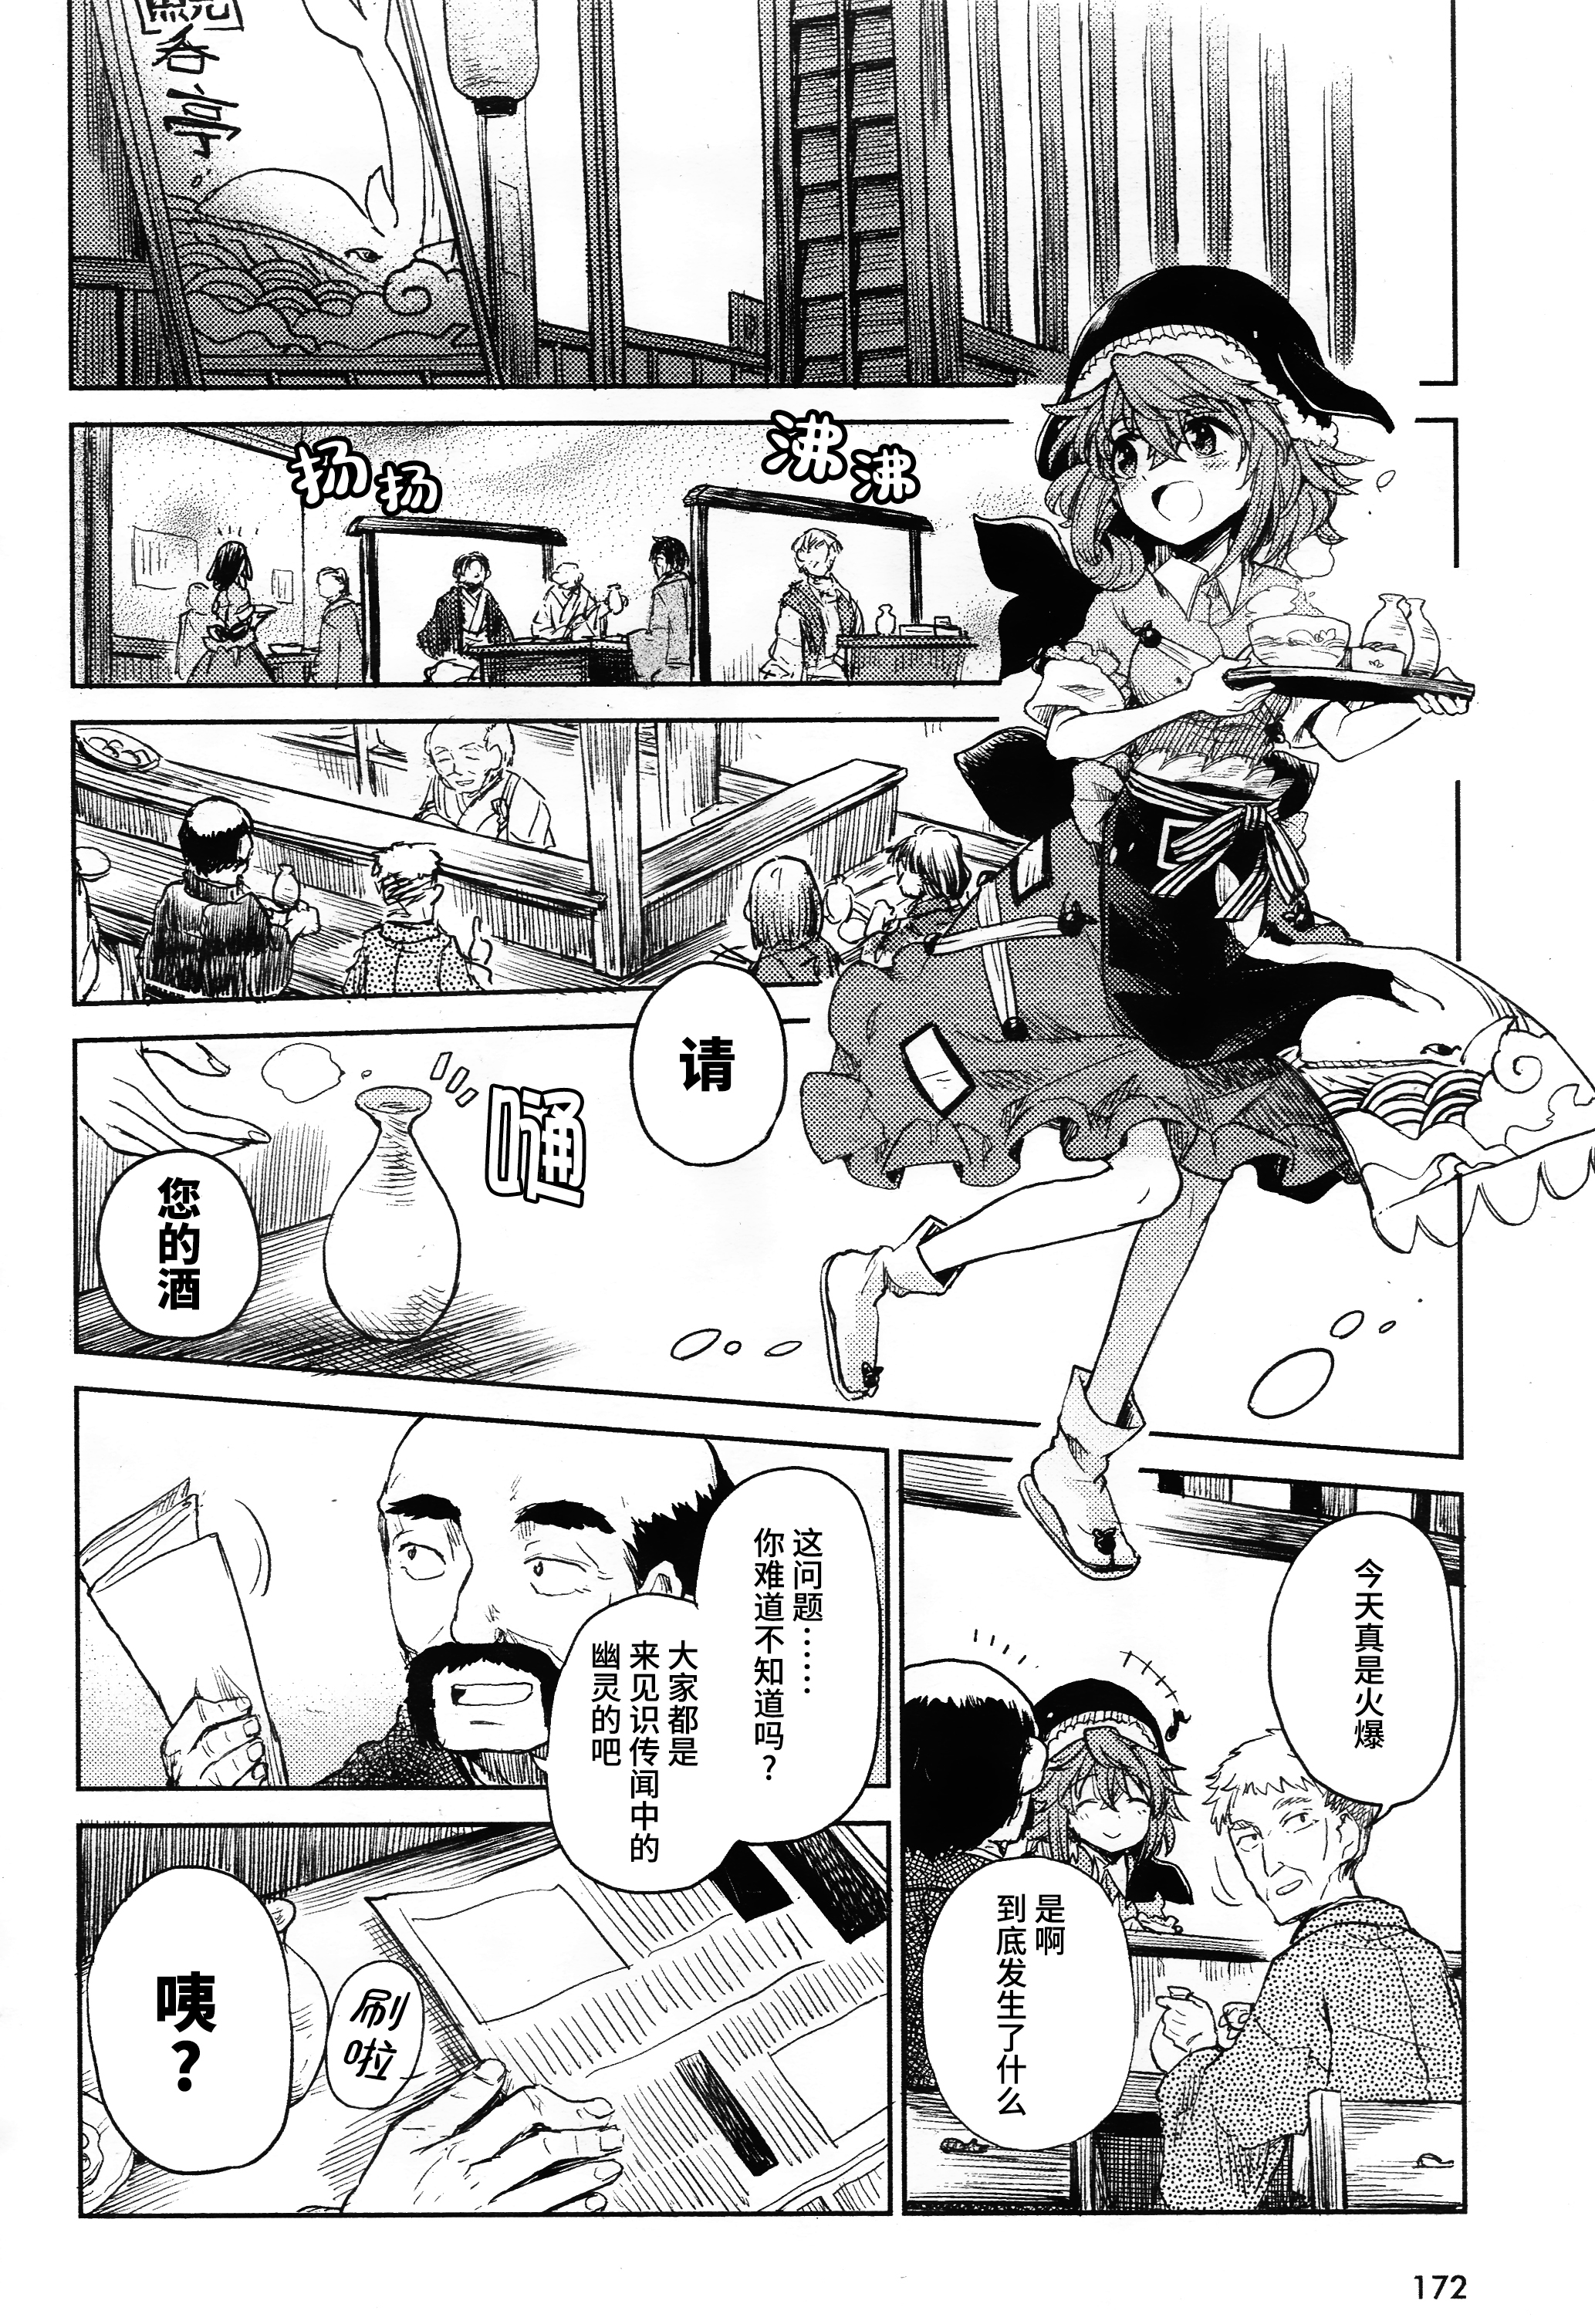 鯢
呑亭
沸沸
扬扬
请
嗵
您的酒
今天真是火爆
是啊
到底发生了什么
这问题……
你难道不知道吗？
大家都是
来见识传闻中的
幽灵的吧
刷啦
咦？
172